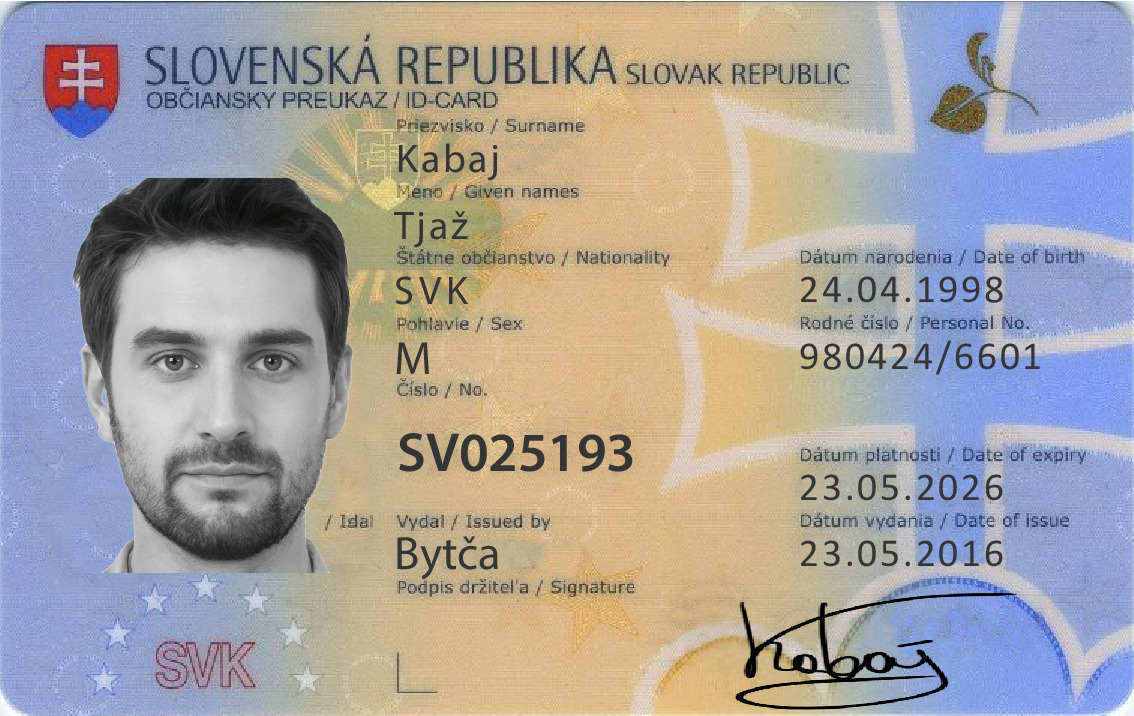 SLOVENSKÁ REPUBLIKA SLOVAK REPUBLIC
OBČIANSKY PREUKAZ / ID-CARD
Priezvisko / Surname
Kabaj
Meno / Given names
Tjaž
Štátne občianstvo / Nationality
SVK
Pohlavie / Sex
M
Číslo / No.
SV025193
Dátum narodenia / Date of birth
24.04.1998
Rodné číslo / Personal No.
980424/6601
Dátum platnosti / Date of expiry
23.05.2026
Dátum vydania / Date of issue
23.05.2016
/ Idal Vydal / Issued by
Bytča
Podpis držiteľa / Signature
Kabaj
SVK